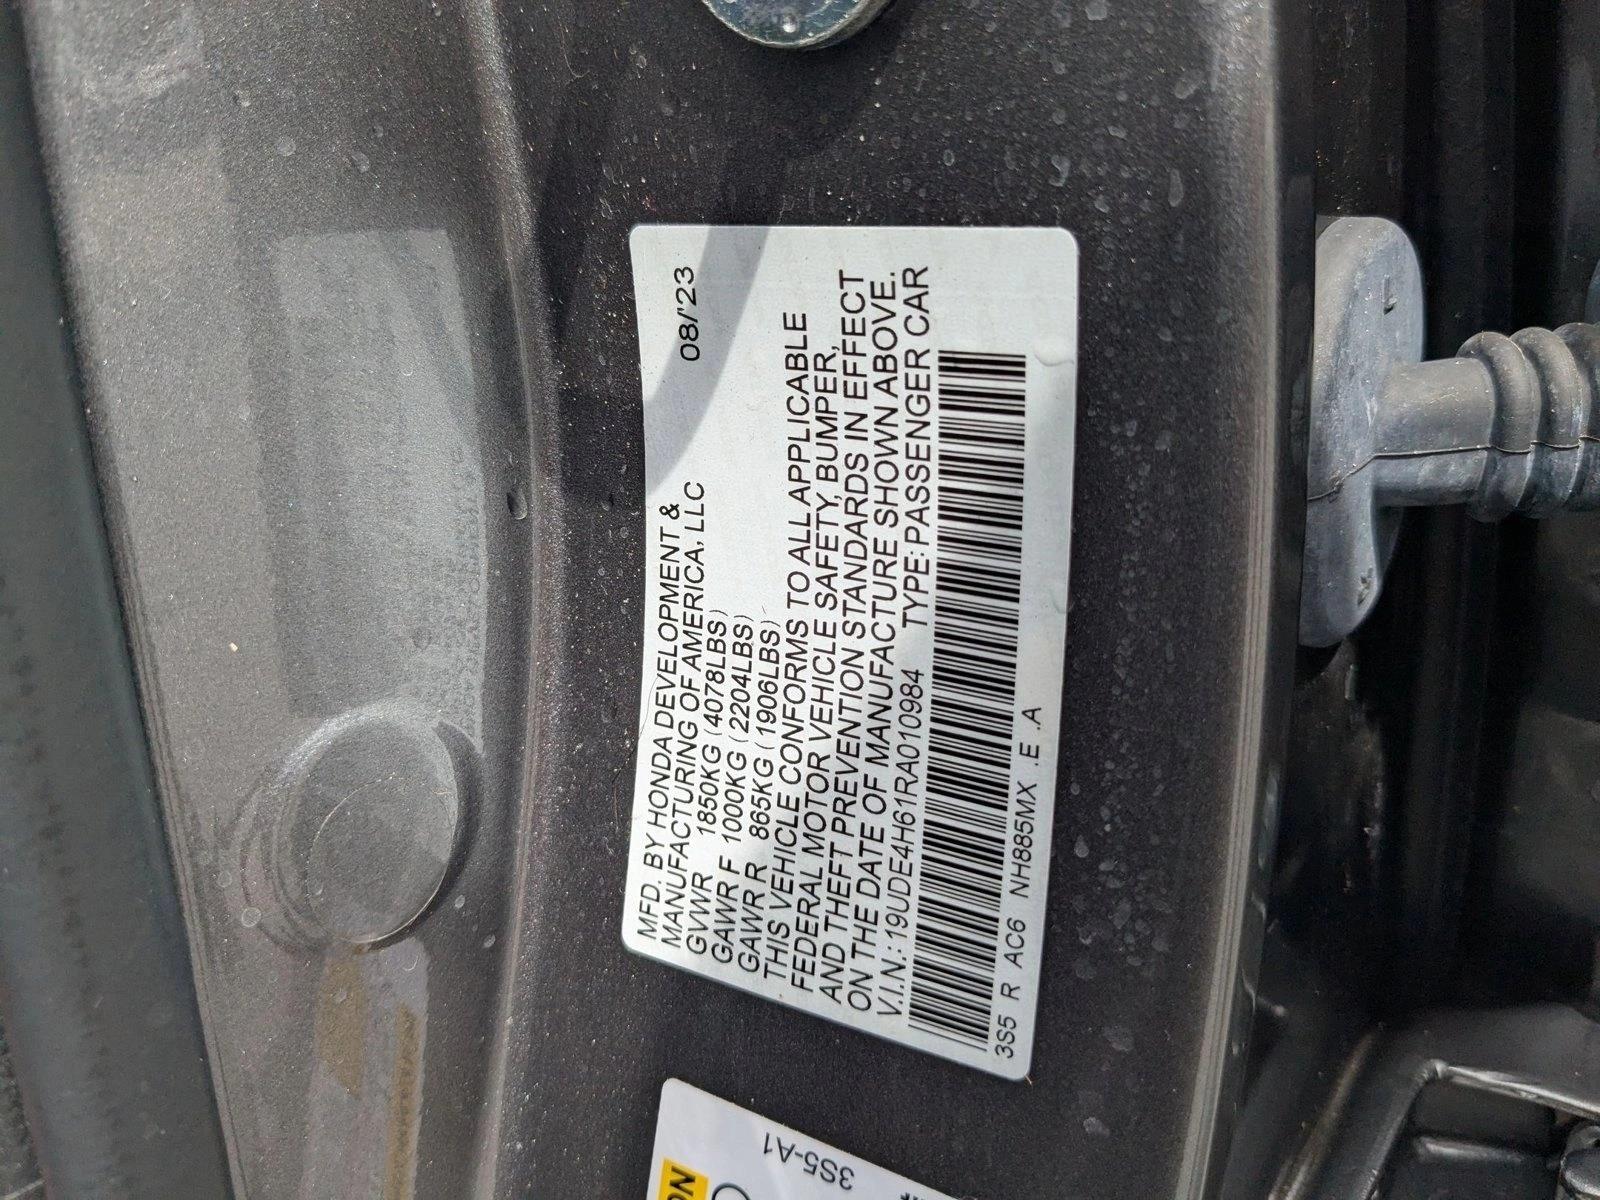 MFD. BY HONDA DEVELOPMENT &
MANUFACTURING OF AMERICA, LLC 08/'23
GVWR 1850KG (4078LBS)
GAWR F 1000KG (2204LBS)
GAWR R 865KG (1906LBS)
THIS VEHICLE CONFORMS TO ALL APPLICABLE
FEDERAL MOTOR VEHICLE SAFETY, BUMPER,
AND THEFT PREVENTION STANDARDS IN EFFECT
ON THE DATE OF MANUFACTURE SHOWN ABOVE.
V.I.N.: 19UDE4H61RA010984 TYPE: PASSENGER CAR
3S5 R AC6 NH885MX .E .A
3S5-A1